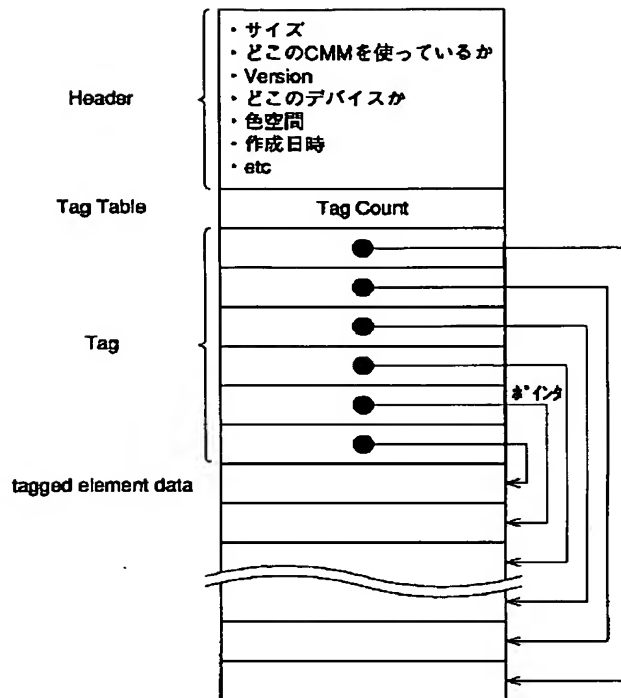 ・サイズ
・どこのCMMを使っているか
・Version
・どこのデバイスか
・色空間
・作成日時
・etc
Header
Tag Table
Tag Count
Tag
ポインタ
tagged element data